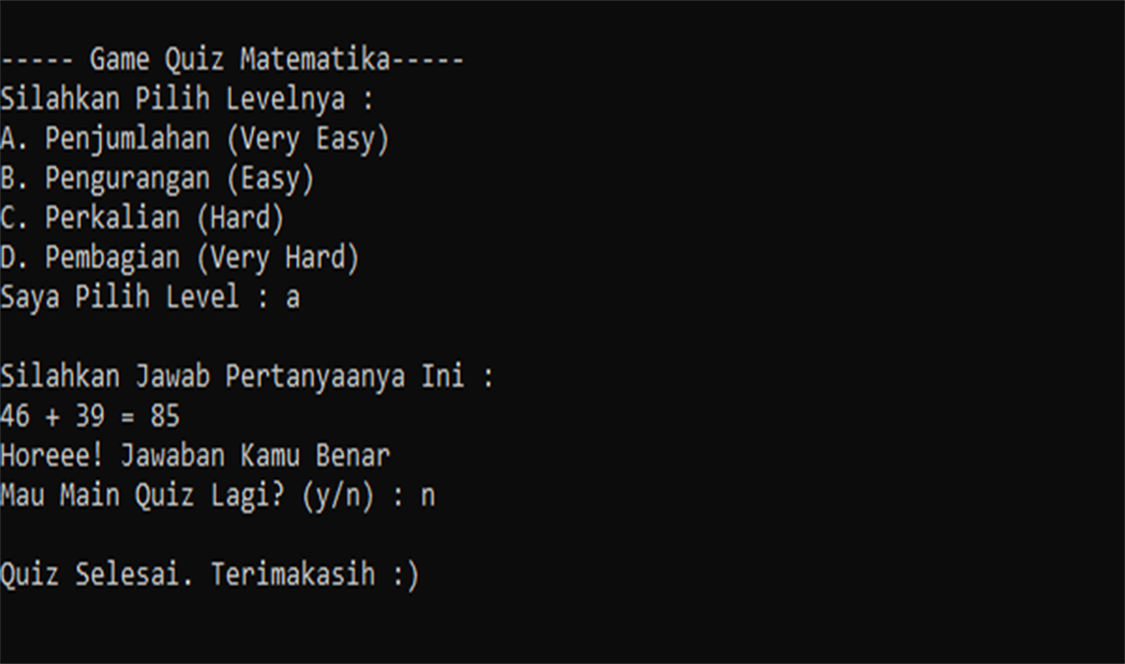 ----- Game Quiz Matematika-----
Silahkan Pilih Levelnya :
A. Penjumlahan (Very Easy)
B. Pengurangan (Easy)
C. Perkalian (Hard)
D. Pembagian (Very Hard)
Saya Pilih Level : a
Silahkan Jawab Pertanyaanya Ini :
46 + 39 = 85
Horeee! Jawaban Kamu Benar
Mau Main Quiz Lagi? (y/n) : n
Quiz Selesai. Terimakasih :)